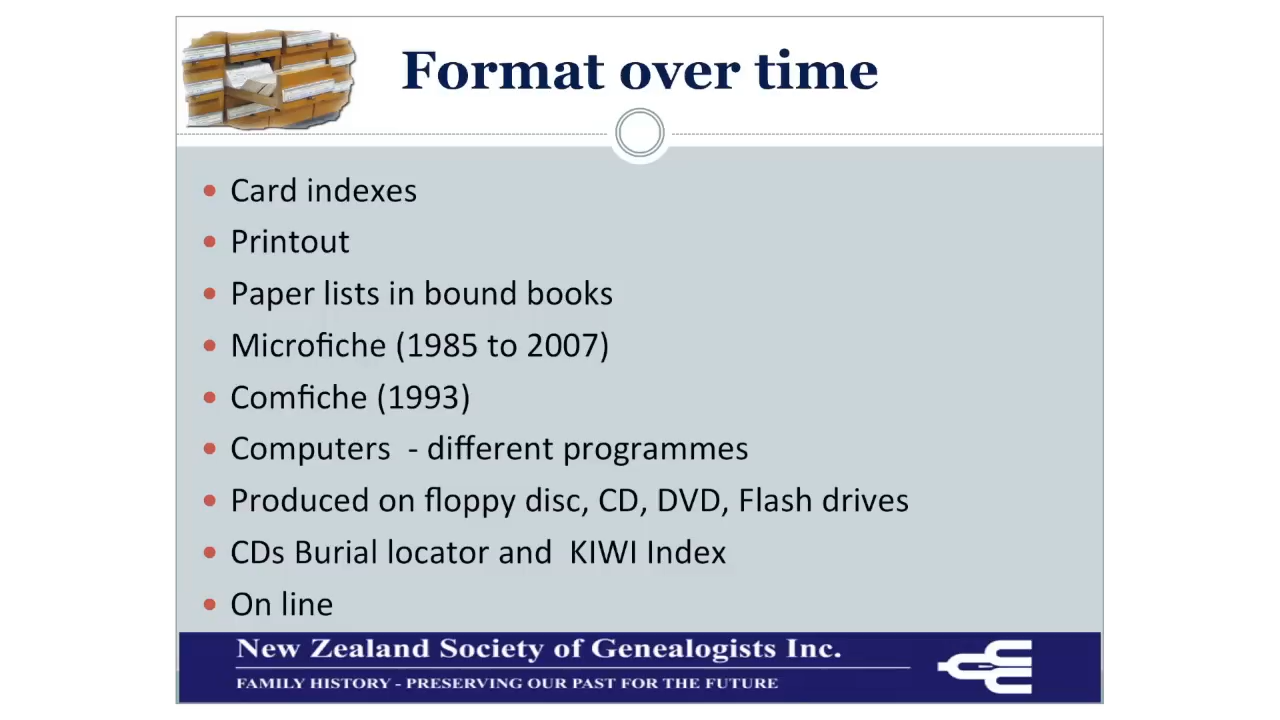 Format over time
Card indexes
Printout
Paper lists in bound books
Microfiche (1985 to 2007)
Comfiche (1993)
Computers  - different programmes
Produced on floppy disc, CD, DVD, Flash drives
CDs Burial locator and  KIWI Index
On line
New Zealand Society of Genealogists Inc.
FAMILY HISTORY - PRESERVING OUR PAST FOR THE FUTURE